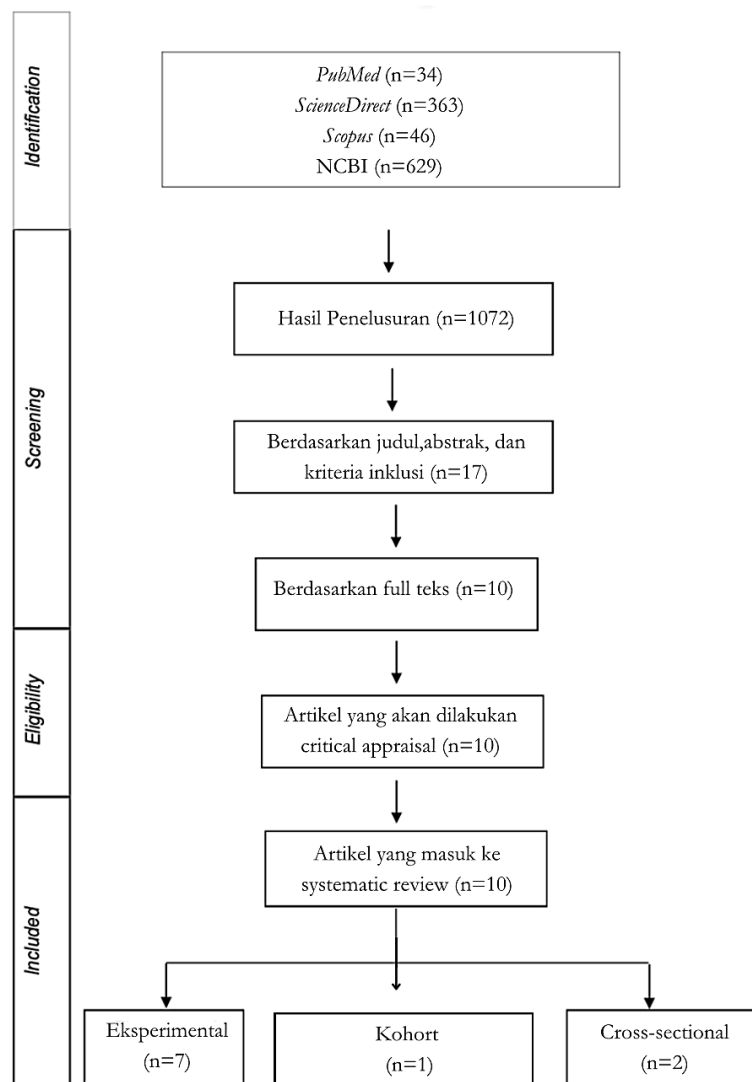 Identification
PubMed (n=34)
ScienceDirect (n=363)
Scopus (n=46)
NCBI (n=629)
Screening
Hasil Penelusuran (n=1072)
Berdasarkan judul,abstrak, dan
kriteria inklusi (n=17)
Berdasarkan full teks (n=10)
Eligibility
Artikel yang akan dilakukan
critical appraisal (n=10)
Included
Artikel yang masuk ke
systematic review (n=10)
Eksperimental
(n=7)
Kohort
(n=1)
Cross-sectional
(n=2)